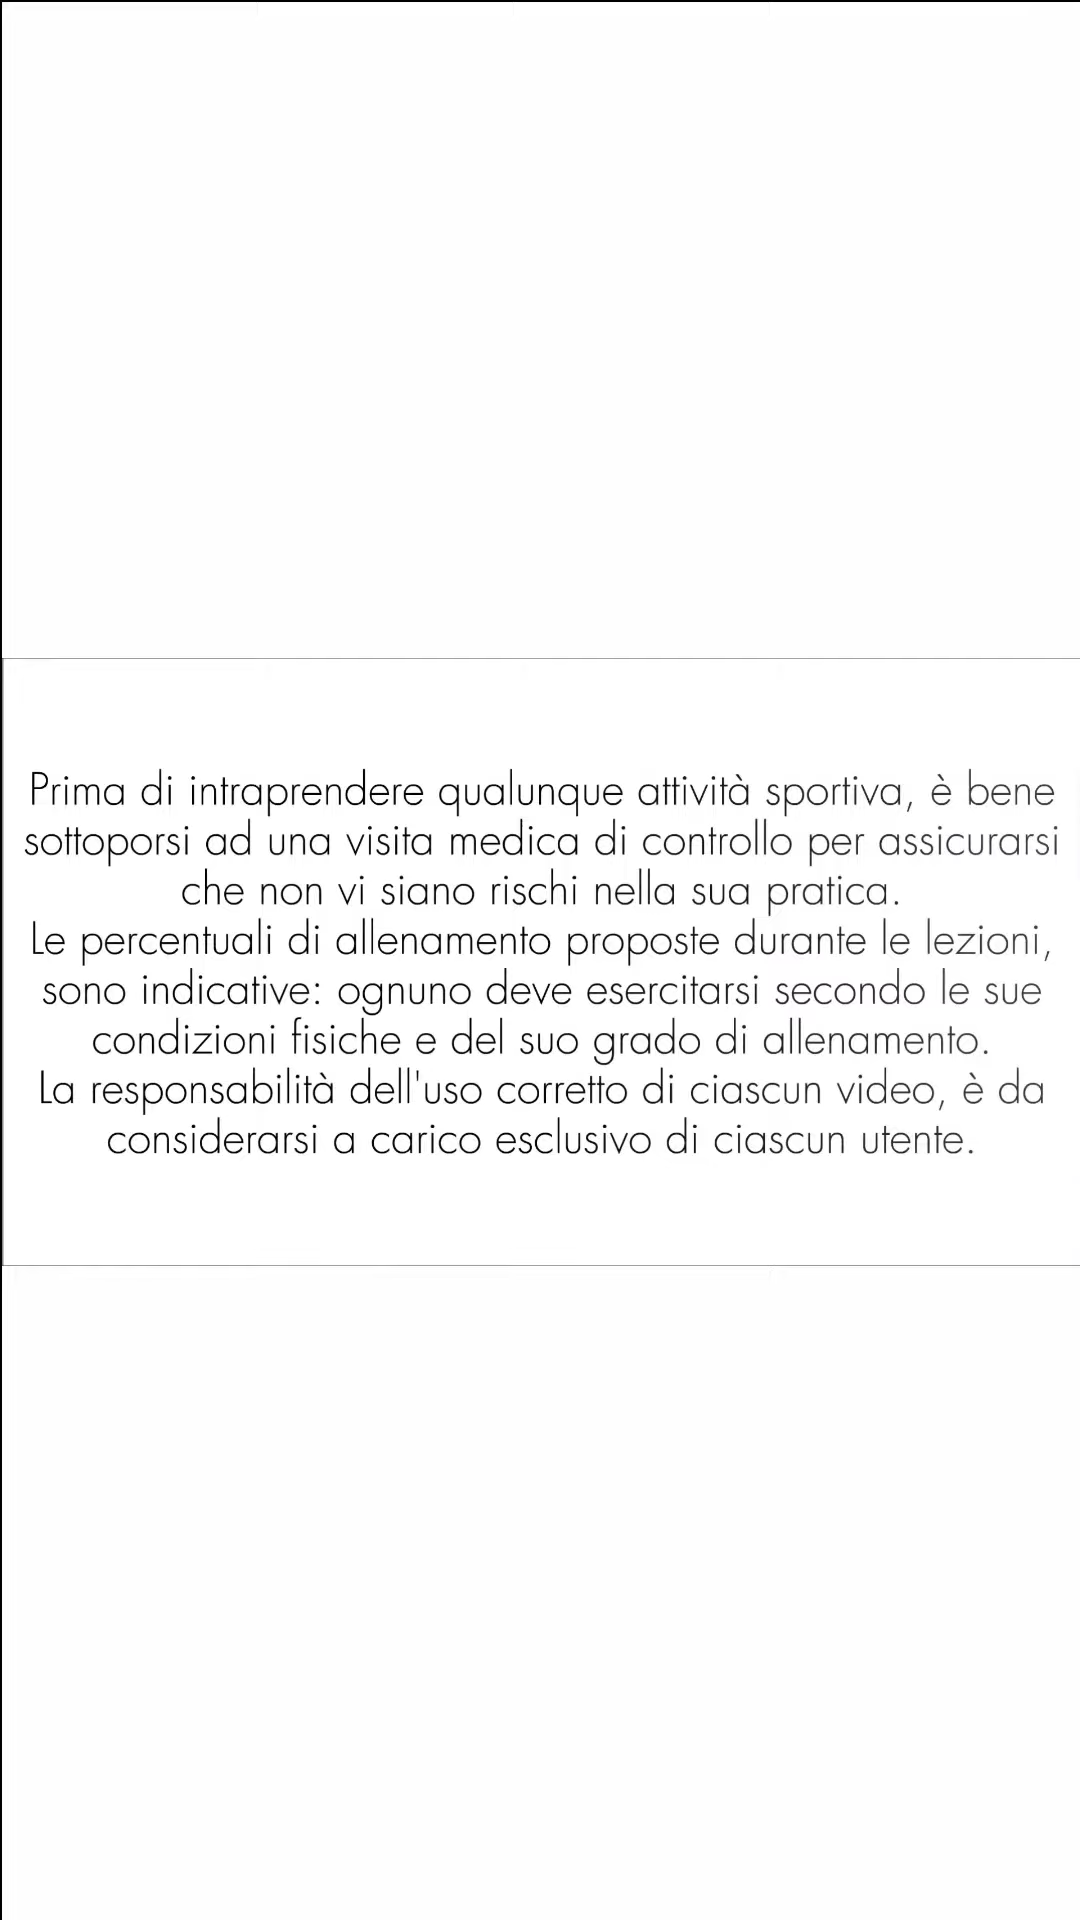 Prima di intraprendere qualunque attività sportiva, è bene
sottoporsi ad una visita medica di controllo per assicurarsi
che non vi siano rischi nella sua pratica.
Le percentuali di allenamento proposte durante le lezioni,
sono indicative: ognuno deve esercitarsi secondo le sue
condizioni fisiche e del suo grado di allenamento.
La responsabilità dell'uso corretto di ciascun video, è da
considerarsi a carico esclusivo di ciascun utente.